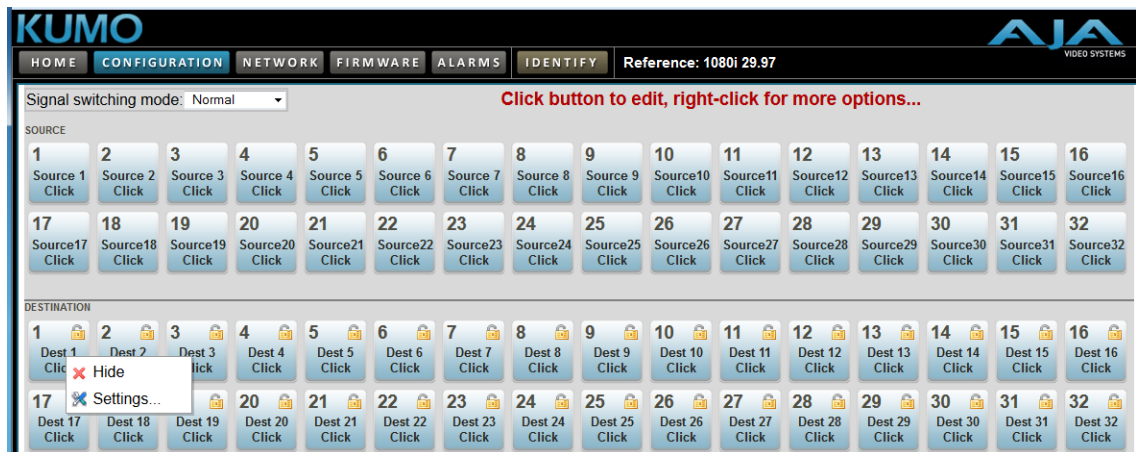 KUMO
AJA
VIDEO SYSTEMS
HOME CONFIGURATION NETWORK FIRMWARE ALARMS IDENTIFY Reference: 1080i 29.97
Signal switching mode: Normal
Click button to edit, right-click for more options...
SOURCE
1 2 3 4 5 6 7 8 9 10 11 12 13 14 15 16
Source 1 Source 2 Source 3 Source 4 Source 5 Source 6 Source 7 Source 8 Source 9 Source10 Source11 Source12 Source13 Source14 Source15 Source16
Click Click Click Click Click Click Click Click Click Click Click Click Click Click Click Click
17 18 19 20 21 22 23 24 25 26 27 28 29 30 31 32
Source17 Source18 Source19 Source20 Source21 Source22 Source23 Source24 Source25 Source26 Source27 Source28 Source29 Source30 Source31 Source32
Click Click Click Click Click Click Click Click Click Click Click Click Click Click Click Click
DESTINATION
1 2 3 4 5 6 7 8 9 10 11 12 13 14 15 16
Dest 1 Dest 2 Dest 3 Dest 4 Dest 5 Dest 6 Dest 7 Dest 8 Dest 9 Dest 10 Dest 11 Dest 12 Dest 13 Dest 14 Dest 15 Dest 16
Click Click Click Click Click Click Click Click Click Click Click Click Click Click
Hide
Settings...
17 20 21 22 23 24 25 26 27 28 29 30 31 32
Dest 17 Dest 18 Dest 19 Dest 20 Dest 21 Dest 22 Dest 23 Dest 24 Dest 25 Dest 26 Dest 27 Dest 28 Dest 29 Dest 30 Dest 31 Dest 32
Click Click Click Click Click Click Click Click Click Click Click Click Click Click Click Click